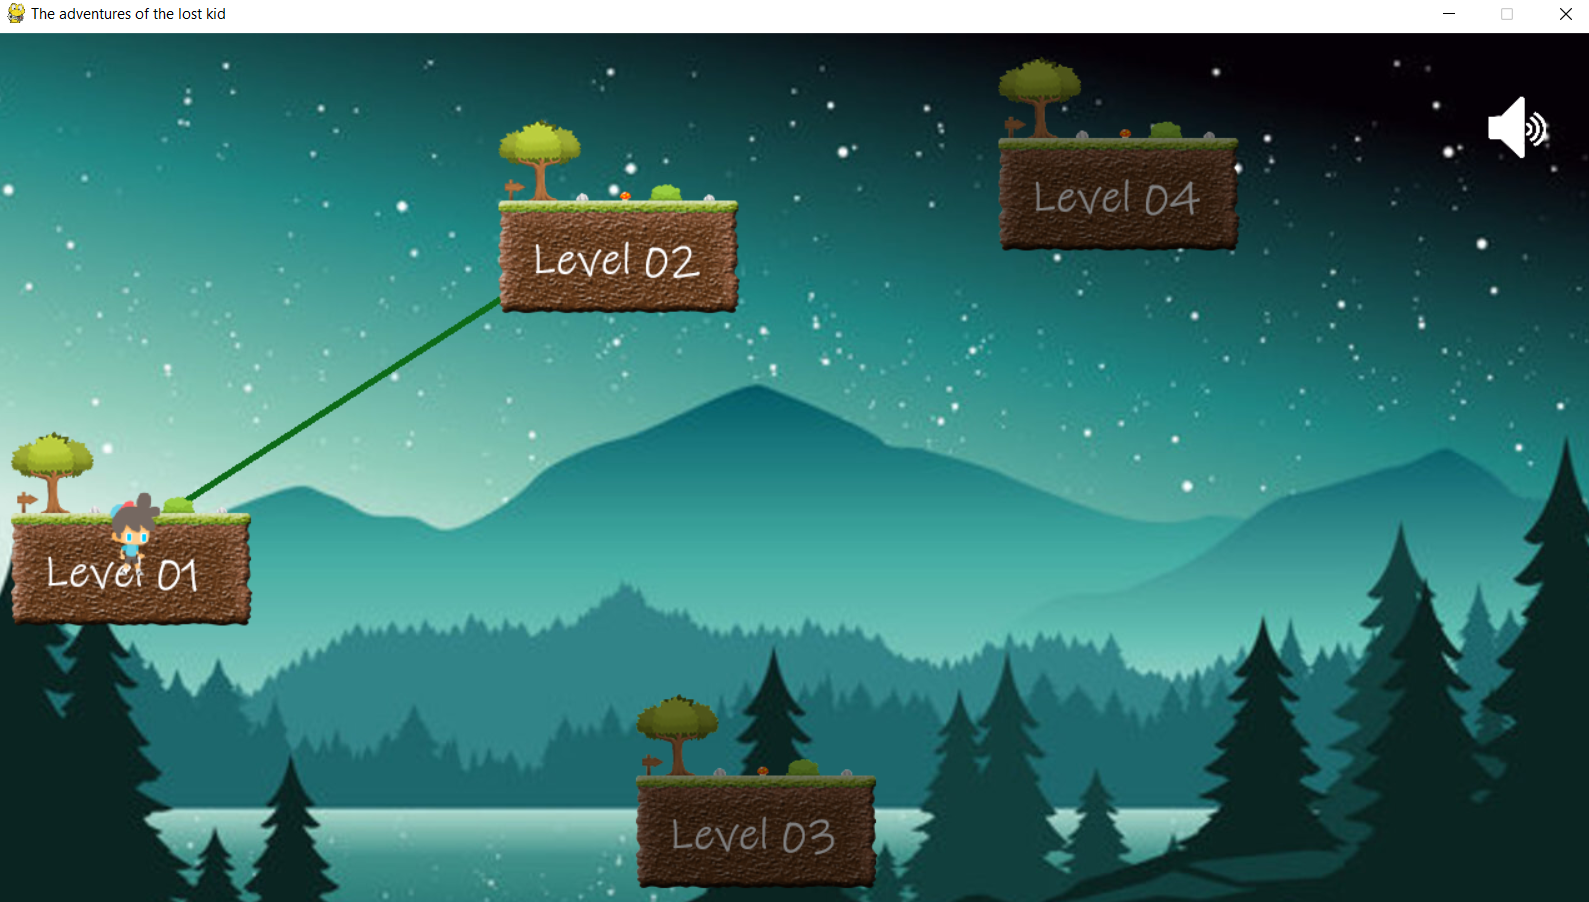 The adventures of the lost kid
Level 04
Level 02
Level 01
Level 03